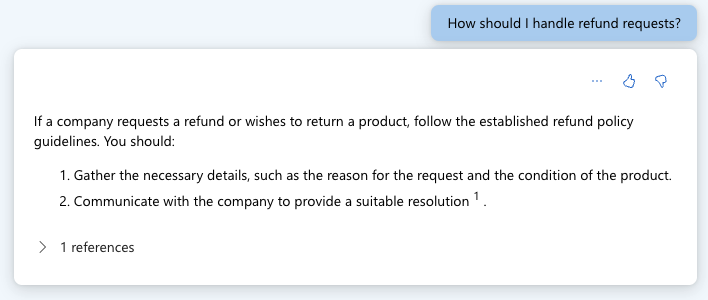 How should I handle refund requests?
If a company requests a refund or wishes to return a product, follow the established refund policy
guidelines. You should:
1. Gather the necessary details, such as the reason for the request and the condition of the product.
2. Communicate with the company to provide a suitable resolution 1 .
1 references